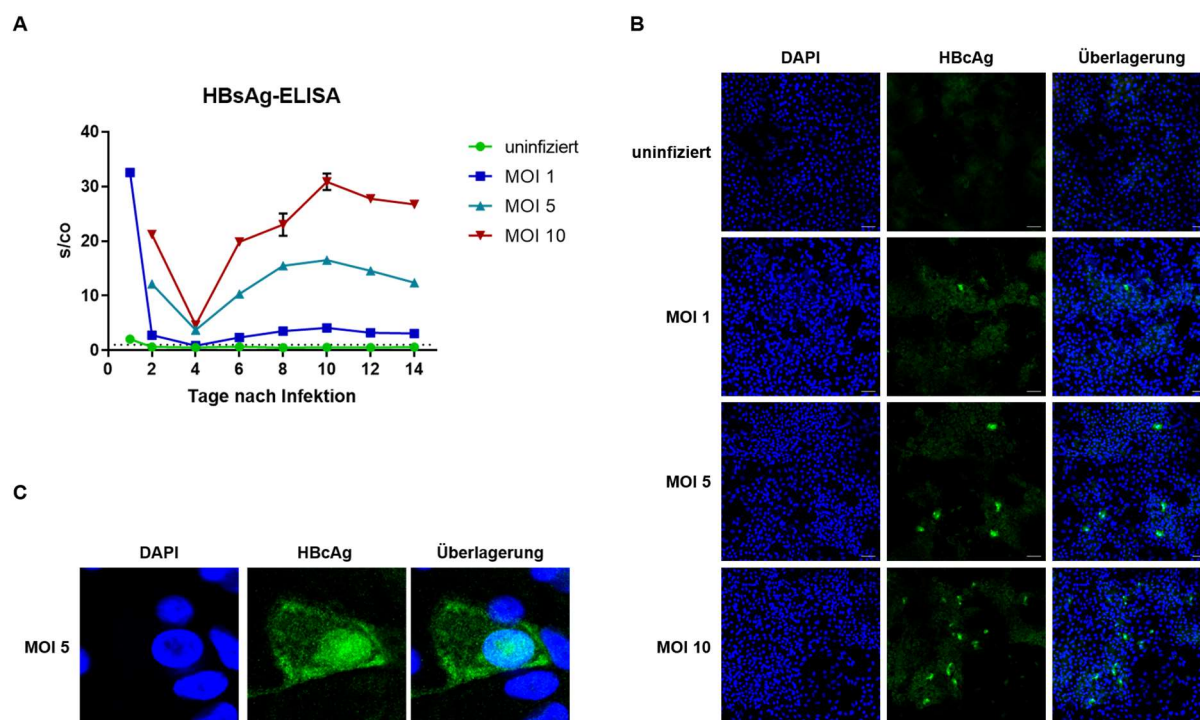 A
HBsAg-ELISA
s/co
40
30
20
10
0
0 2 4 6 8 10 12 14
Tage nach Infektion
uninfiziert
MOI 1
MOI 5
MOI 10
B
DAPI HBcAg Überlagerung
uninfiziert
MOI 1
MOI 5
MOI 10
C
DAPI HBcAg Überlagerung
MOI 5